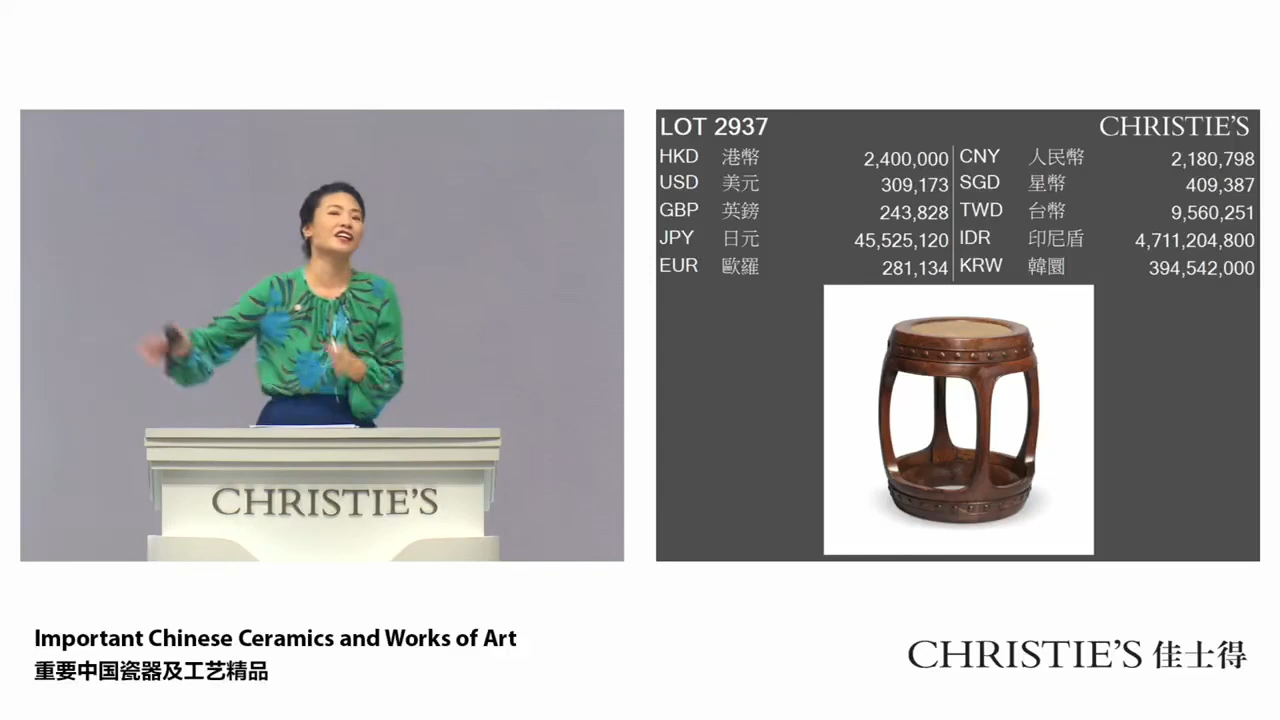 CHRISTIE'S
LOT 2937
CHRISTIE'S
HKD 港幣 2,400,000 CNY 人民幣 2,180,798
USD 美元 309,173 SGD 星幣 409,387
GBP 英鎊 243,828 TWD 台幣 9,560,251
JPY 日元 45,525,120 IDR 印尼盾 4,711,204,800
EUR 歐羅 281,134 KRW 韓圜 394,542,000
Important Chinese Ceramics and Works of Art
重要中国瓷器及工艺精品
CHRISTIE'S 佳士得